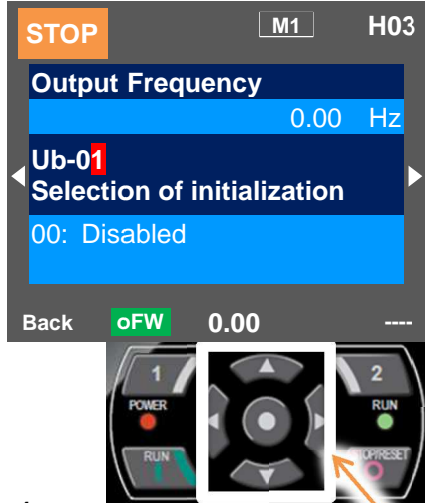 STOP M1 H03
Output Frequency
0.00 Hz
Ub-01
Selection of initialization
00: Disabled
Back oFW 0.00 ----
1 2
POWER RUN
RUN STOP/RESET